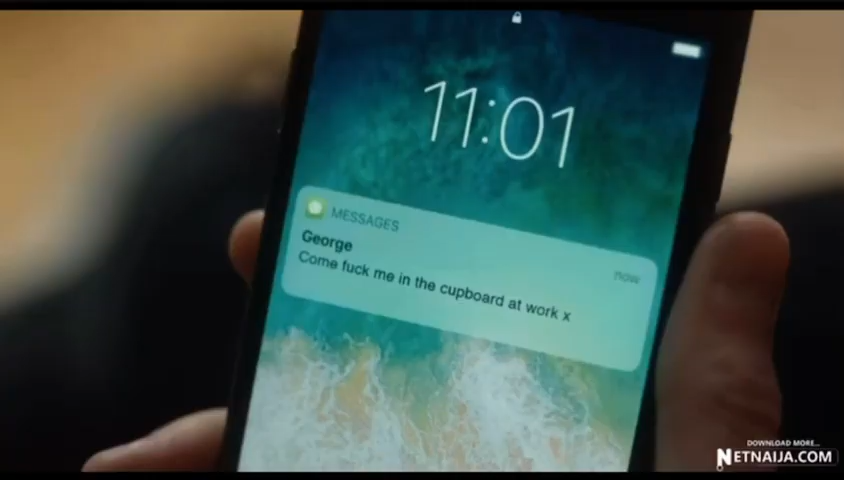 11:01
MESSAGES
now
George
Come fuck me in the cupboard at work x
DOWNLOAD MORE...
NETNAIJA.COM